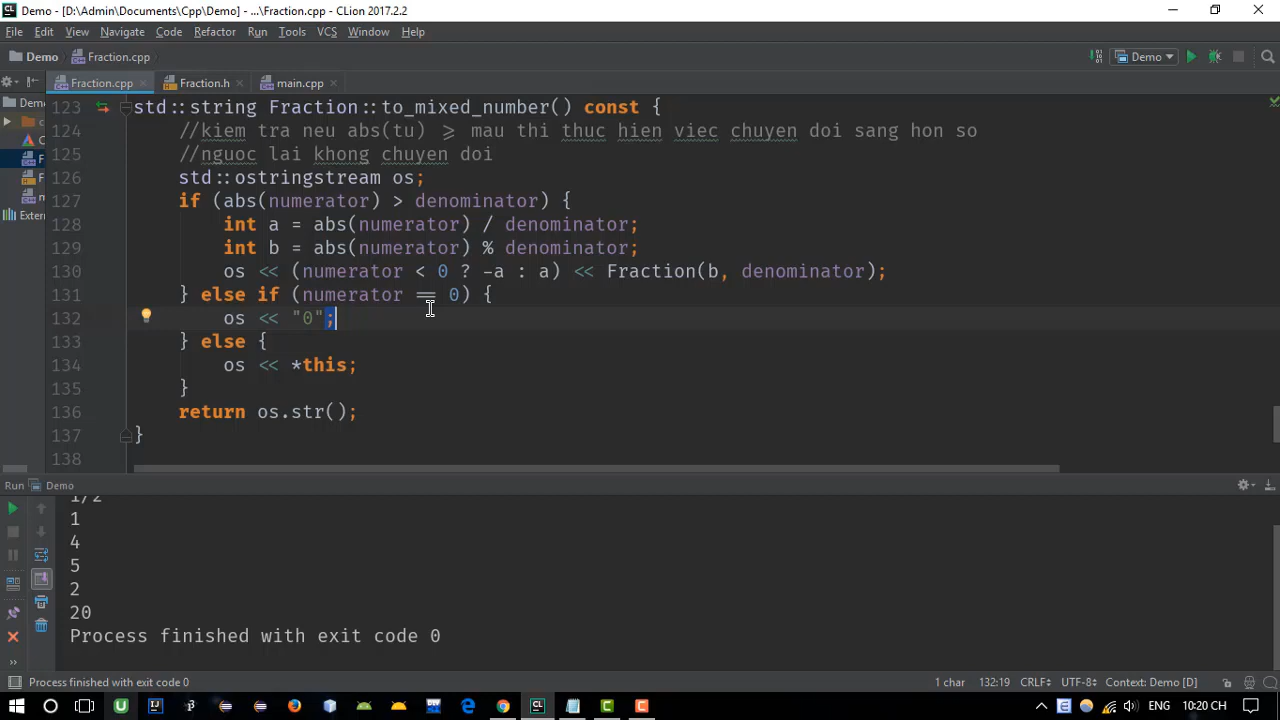 Demo - [D:\Admin\Documents\Cpp\Demo] - ...\Fraction.cpp - CLion 2017.2.2
File Edit View Navigate Code Refactor Run Tools VCS Window Help
Demo Fraction.cpp Demo
Fraction.cpp Fraction.h main.cpp
123 std::string Fraction::to_mixed_number() const {
124 //kiem tra neu abs(tu) ≥ mau thi thuc hien viec chuyen doi sang hon so
125 //nguoc lai khong chuyen doi
126 std::ostringstream os;
127 if (abs(numerator) > denominator) {
128 int a = abs(numerator) / denominator;
129 int b = abs(numerator) % denominator;
130 os << (numerator < 0 ? -a : a) << Fraction(b, denominator);
131 } else if (numerator == 0) {
132 os << "0";
133 } else {
134 os << *this;
135 }
136 return os.str();
137 }
138
Run Demo
1/2
1
4
5
2
20
Process finished with exit code 0
Process finished with exit code 0 1 char 132:19 CRLF UTF-8 Context: Demo [D]
ENG 10:20 CH